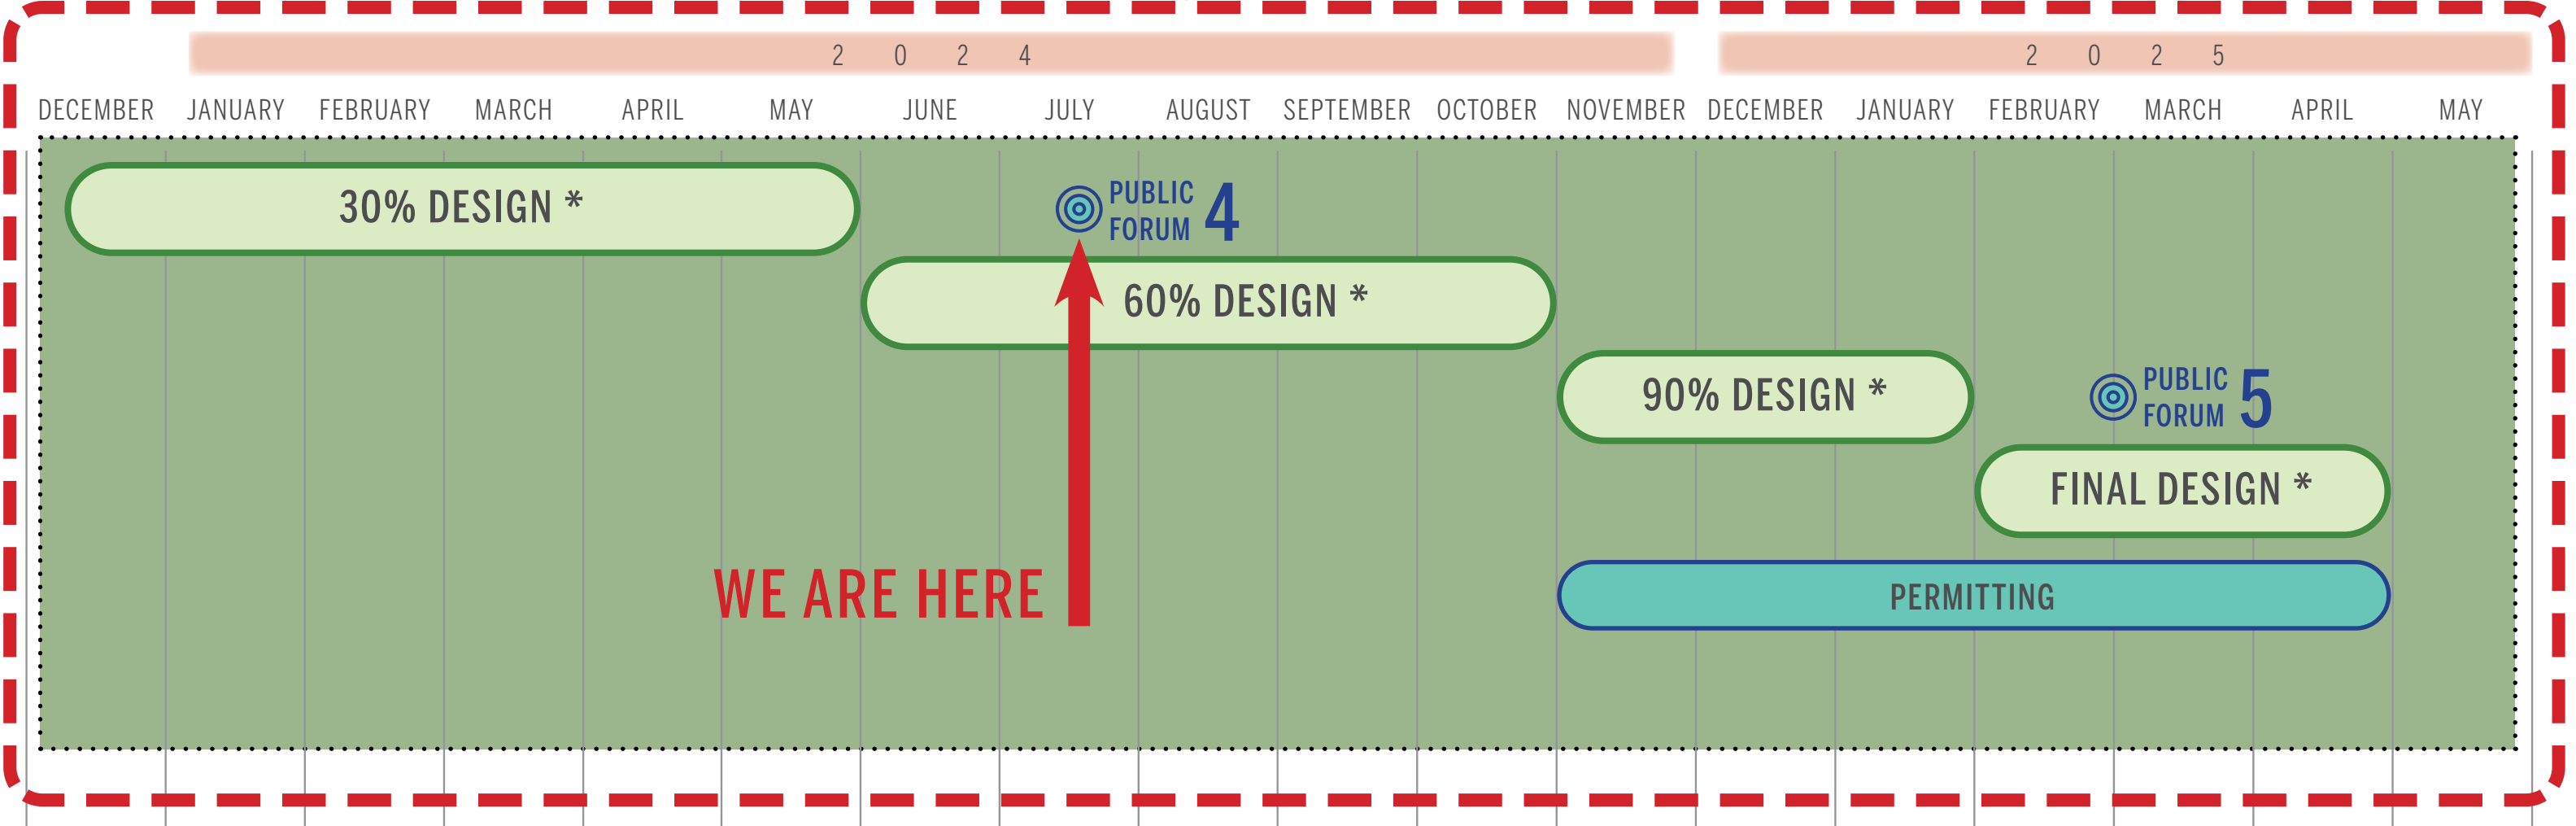 2 0 2 4
2 0 2 5
DECEMBER JANUARY FEBRUARY MARCH APRIL MAY JUNE JULY AUGUST SEPTEMBER OCTOBER NOVEMBER DECEMBER JANUARY FEBRUARY MARCH APRIL MAY
30% DESIGN *
PUBLIC
FORUM 4
60% DESIGN *
90% DESIGN *
PUBLIC
FORUM 5
FINAL DESIGN *
WE ARE HERE
PERMITTING